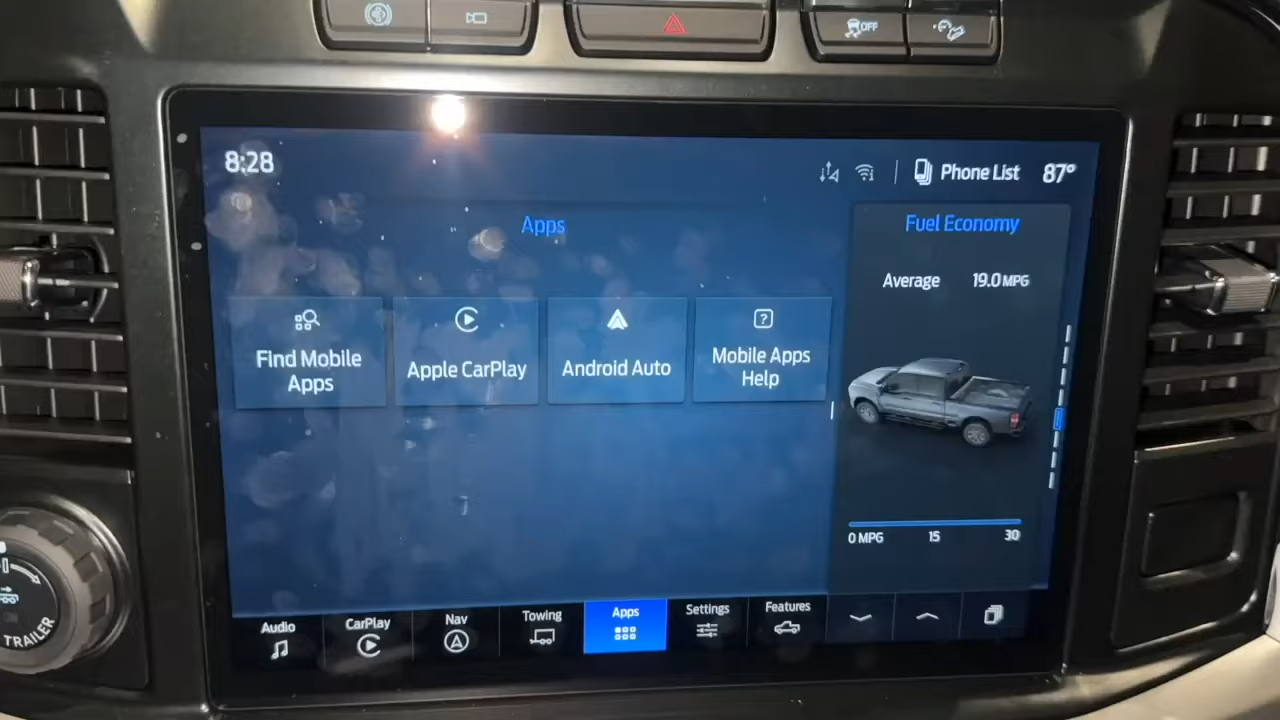 OFF
8:28
Phone List
87°
Apps
Fuel Economy
Average 19.0 MPG
Find Mobile
Apps
Apple CarPlay
Android Auto
Mobile Apps
Help
0 MPG 15 30
Audio
CarPlay
Nav
Towing
Apps
Settings
Features
TRAILER